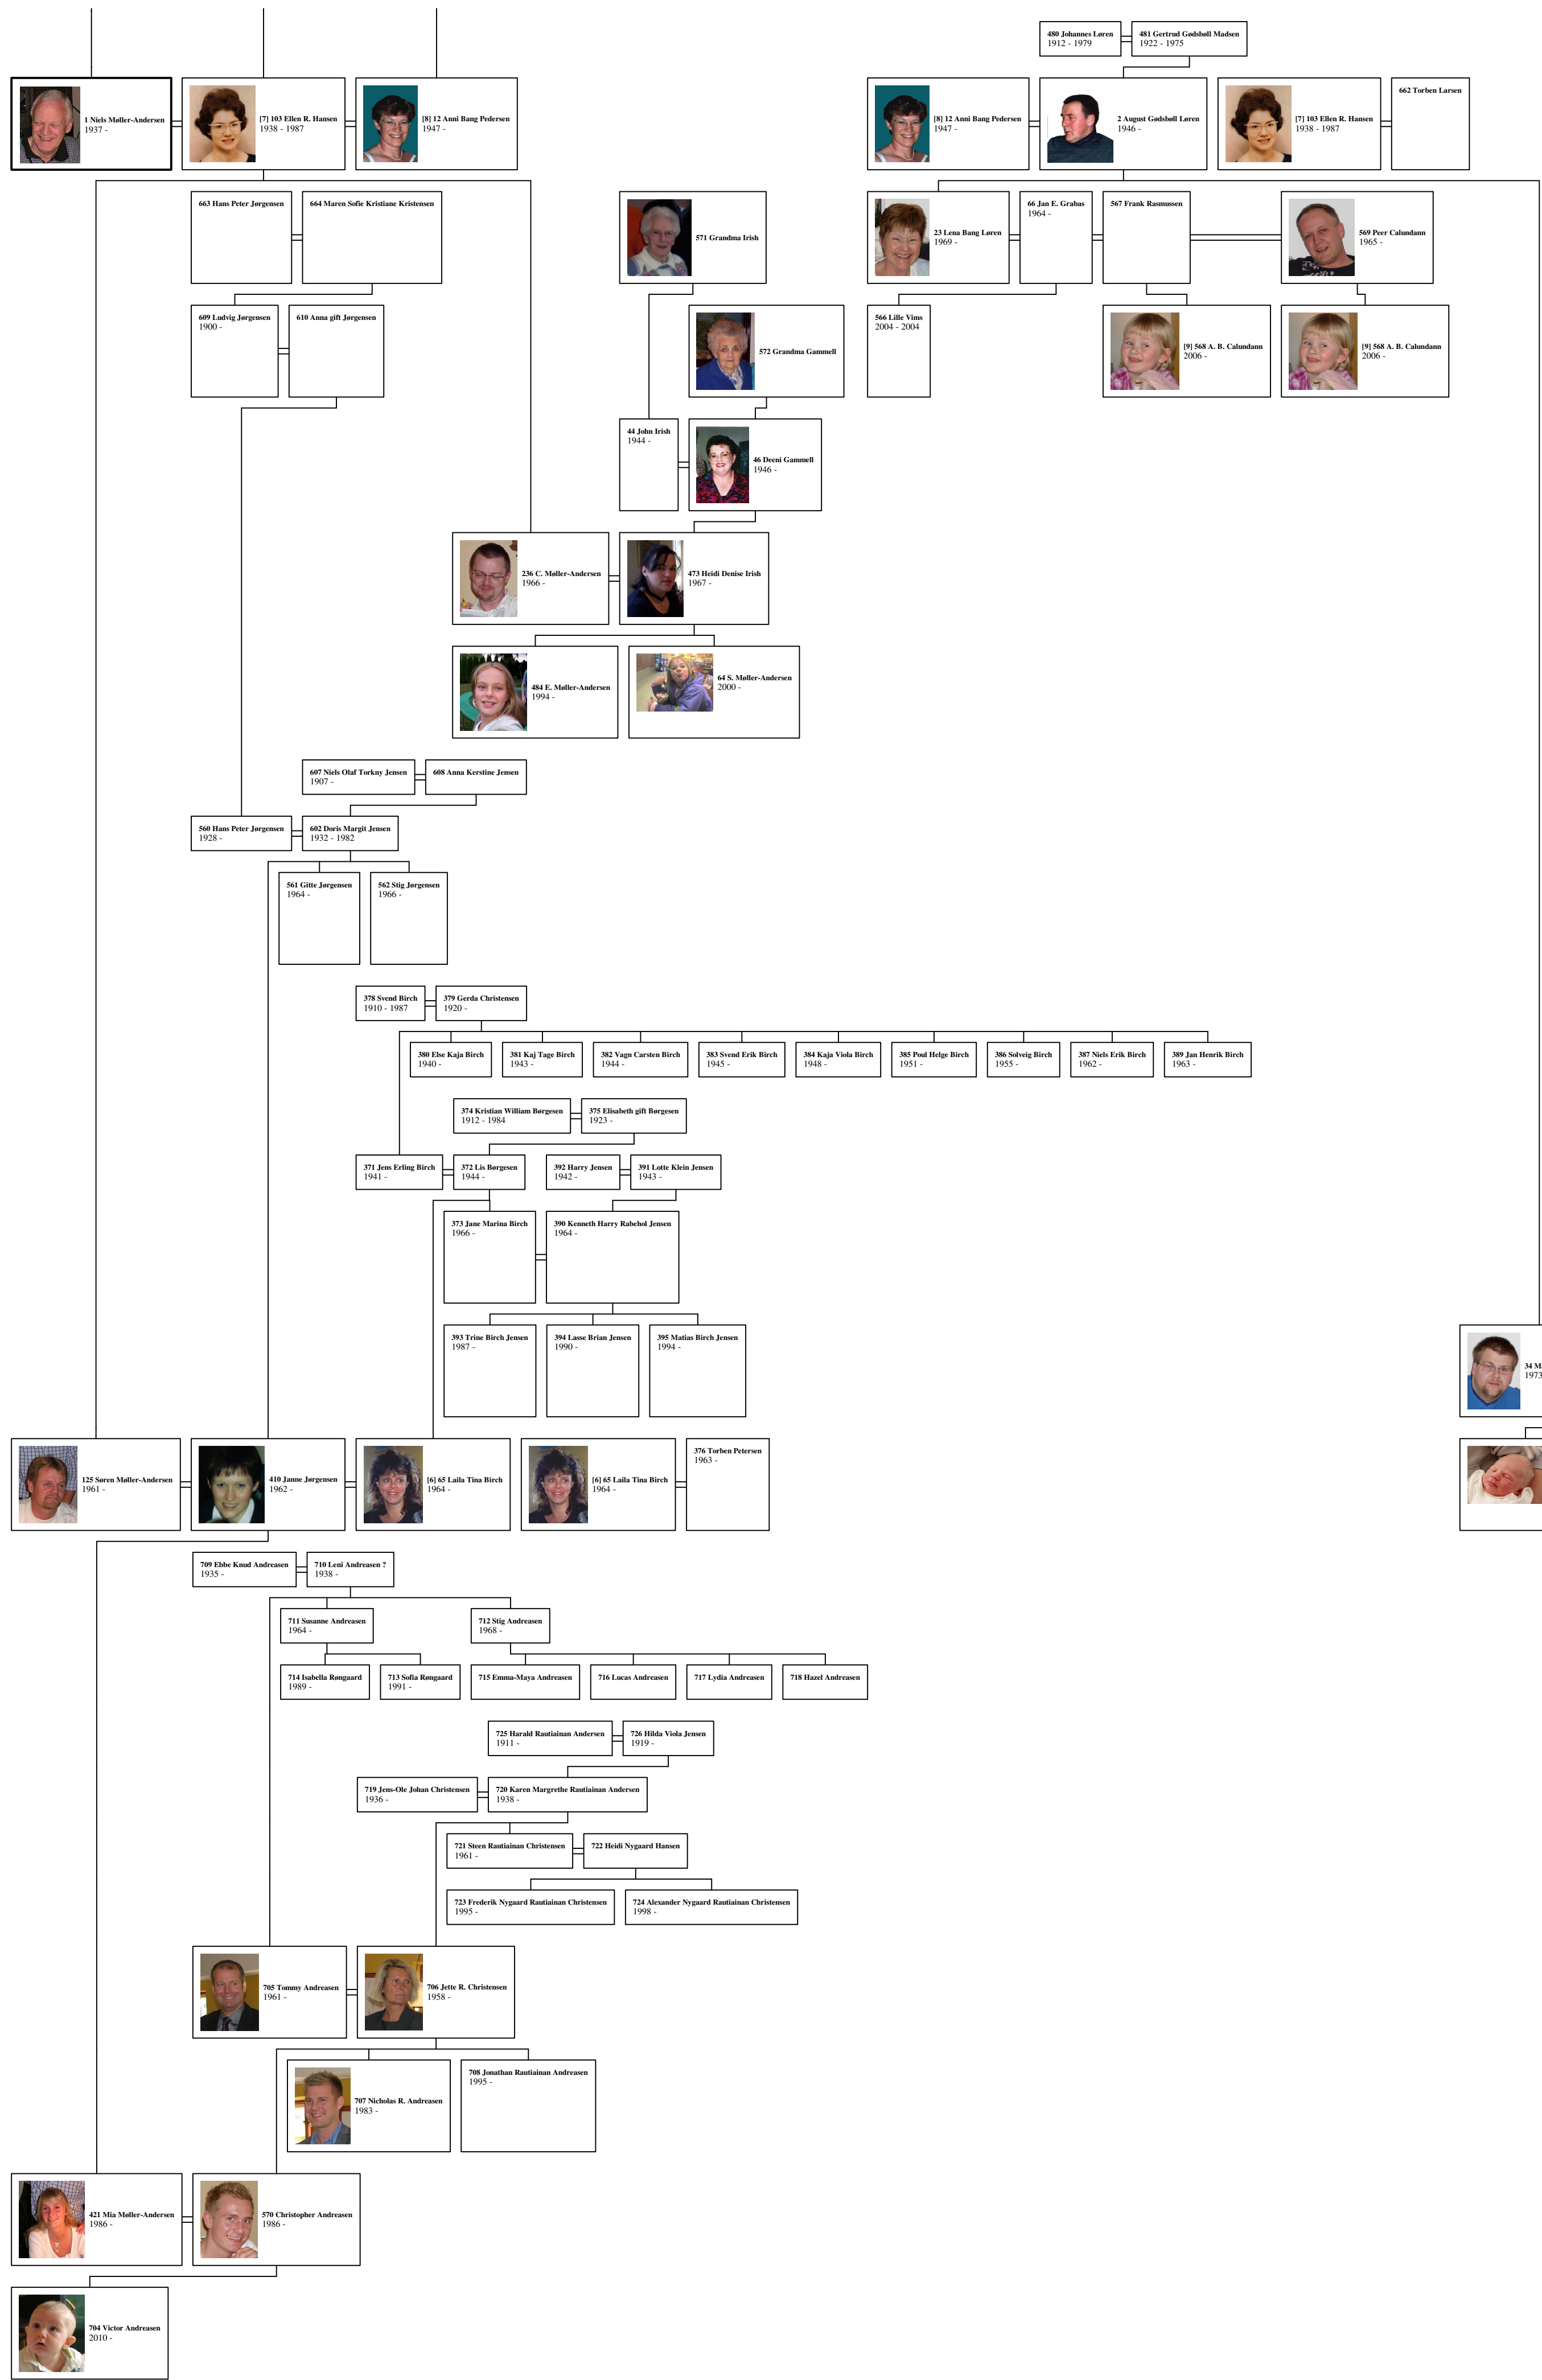 480 Johannes Løren
1912 - 1979
481 Gertrud Gødsbøll Madsen
1922 - 1975
1 Niels Møller-Andersen
1937 -
[7] 103 Ellen R. Hansen
1938 - 1987
[8] 12 Anni Bang Pedersen
1947 -
[8] 12 Anni Bang Pedersen
1947 -
2 August Gødsbøll Løren
1946 -
[7] 103 Ellen R. Hansen
1938 - 1987
662 Torben Larsen
663 Hans Peter Jørgensen
664 Maren Sofie Kristiane Kristensen
571 Grandma Irish
23 Lena Bang Løren
1969 -
66 Jan E. Grabas
1964 -
567 Frank Rasmussen
569 Peer Calundann
1965 -
609 Ludvig Jørgensen
1900 -
610 Anna gift Jørgensen
572 Grandma Gammell
566 Lille Vims
2004 - 2004
[9] 568 A. B. Calundann
2006 -
[9] 568 A. B. Calundann
2006 -
44 John Irish
1944 -
46 Deeni Gammell
1946 -
236 C. Møller-Andersen
1966 -
473 Heidi Denise Irish
1967 -
484 E. Møller-Andersen
1994 -
64 S. Møller-Andersen
2000 -
607 Niels Olaf Torkny Jensen
1907 -
608 Anna Kerstine Jensen
560 Hans Peter Jørgensen
1928 -
602 Doris Margit Jensen
1932 - 1982
561 Gitte Jørgensen
1964 -
562 Stig Jørgensen
1966 -
378 Svend Birch
1910 - 1987
379 Gerda Christensen
1920 -
380 Else Kaja Birch
1940 -
381 Kaj Tage Birch
1943 -
382 Vagn Carsten Birch
1944 -
383 Svend Erik Birch
1945 -
384 Kaja Viola Birch
1948 -
385 Poul Helge Birch
1951 -
386 Solveig Birch
1955 -
387 Niels Erik Birch
1962 -
389 Jan Henrik Birch
1963 -
374 Kristian William Børgesen
1912 - 1984
375 Elisabeth gift Børgesen
1923 -
371 Jens Erling Birch
1941 -
372 Lis Børgesen
1944 -
392 Harry Jensen
1942 -
391 Lotte Klein Jensen
1943 -
373 Jane Marina Birch
1966 -
390 Kenneth Harry Rabehol Jensen
1964 -
393 Trine Birch Jensen
1987 -
394 Lasse Brian Jensen
1990 -
395 Matias Birch Jensen
1994 -
34 M
1973
125 Søren Møller-Andersen
1961 -
410 Janne Jørgensen
1962 -
[6] 65 Laila Tina Birch
1964 -
[6] 65 Laila Tina Birch
1964 -
376 Torben Petersen
1963 -
709 Ebbe Knud Andreasen
1935 -
710 Leni Andreasen ?
1938 -
711 Susanne Andreasen
1964 -
712 Stig Andreasen
1968 -
714 Isabella Røngaard
1989 -
713 Sofia Røngaard
1991 -
715 Emma-Maya Andreasen
716 Lucas Andreasen
717 Lydia Andreasen
718 Hazel Andreasen
725 Harald Rautiainan Andersen
1911 -
726 Hilda Viola Jensen
1919 -
719 Jens-Ole Johan Christensen
1936 -
720 Karen Margrethe Rautiainan Andersen
1938 -
721 Steen Rautiainan Christensen
1961 -
722 Heidi Nygaard Hansen
723 Frederik Nygaard Rautiainan Christensen
1995 -
724 Alexander Nygaard Rautiainan Christensen
1998 -
705 Tommy Andreasen
1961 -
706 Jette R. Christensen
1958 -
707 Nicholas R. Andreasen
1983 -
708 Jonathan Rautiainan Andreasen
1995 -
421 Mia Møller-Andersen
1986 -
570 Christopher Andreasen
1986 -
704 Victor Andreasen
2010 -